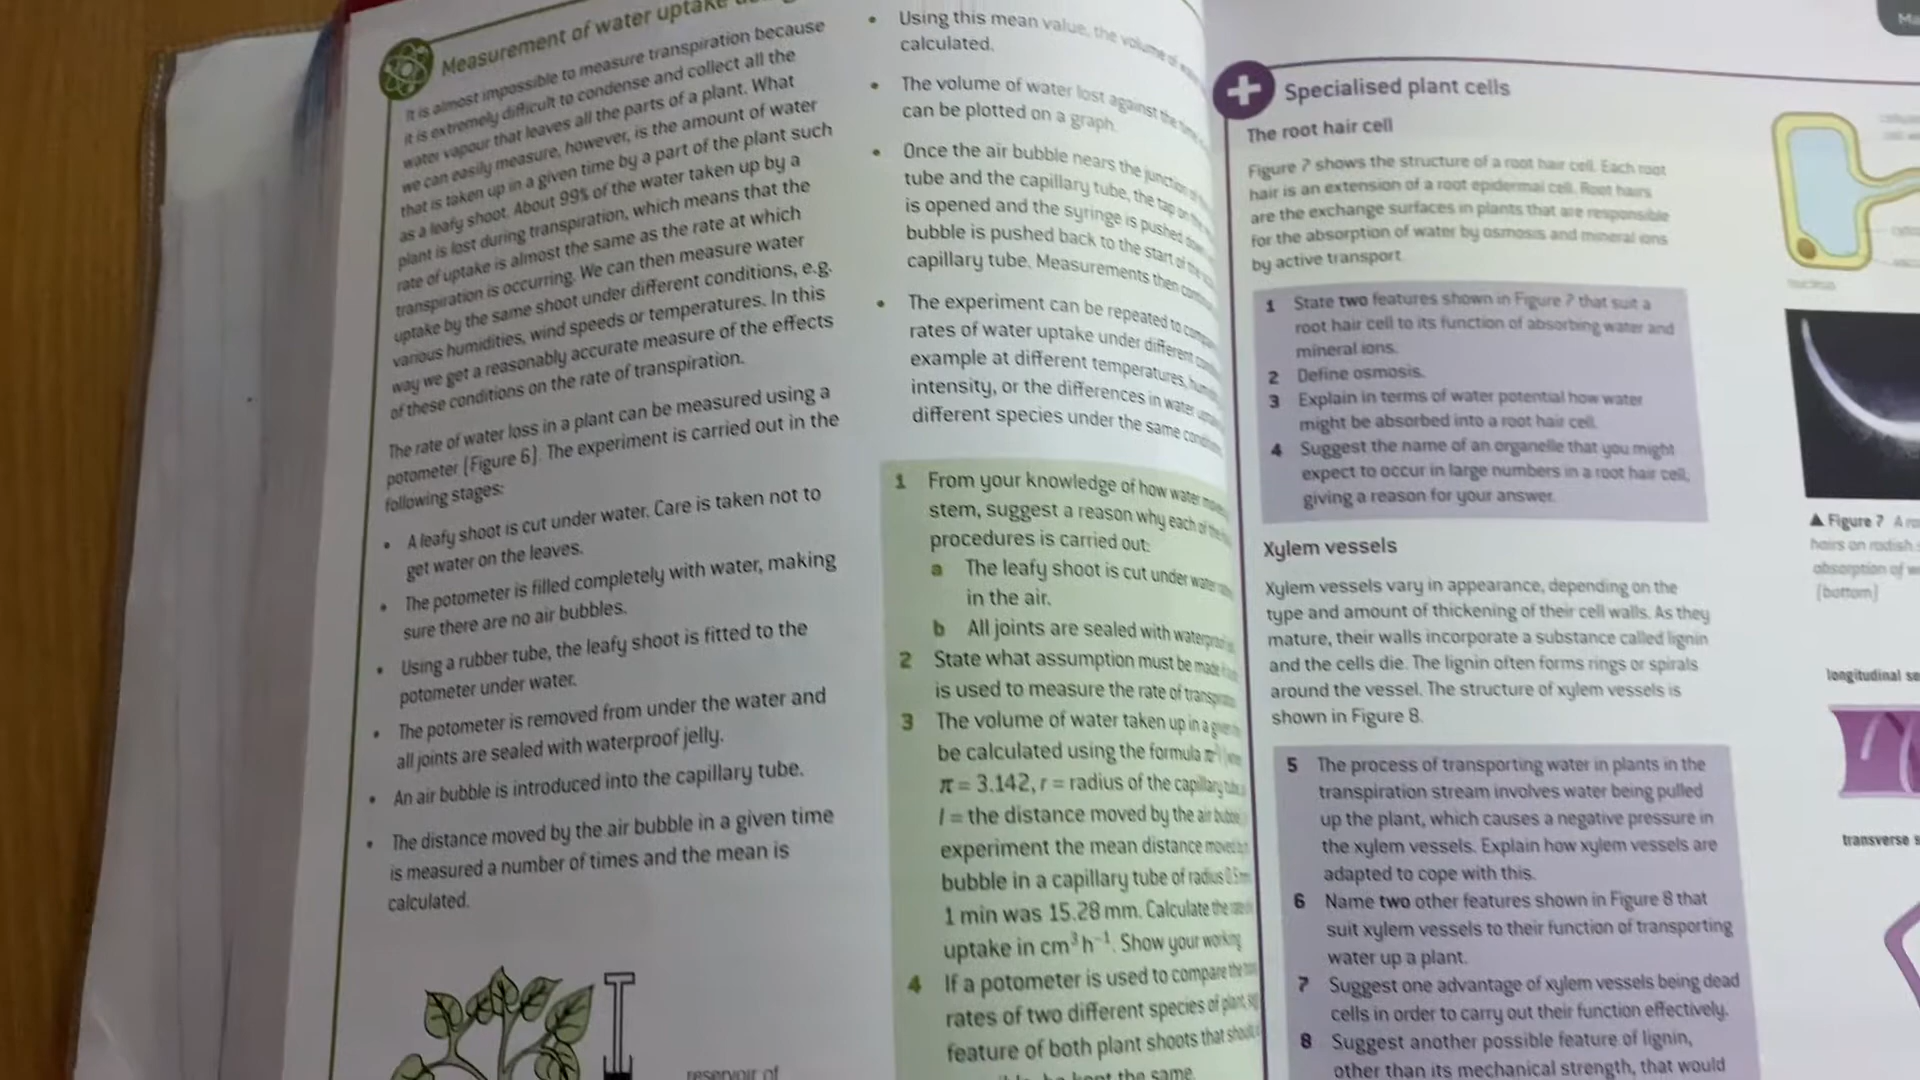 Measurement of water uptake
It is almost impossible to measure transpiration because
it is extremely difficult to condense and collect all the
water vapour that leaves all the parts of a plant. What
we can easily measure, however, is the amount of water
that is taken up in a given time by a part of the plant such
as a leafy shoot. About 99% of the water taken up by a
plant is lost during transpiration, which means that the
rate of uptake is almost the same as the rate at which
transpiration is occurring. We can then measure water
uptake by the same shoot under different conditions, e.g.
various humidities, wind speeds or temperatures. In this
way we get a reasonably accurate measure of the effects
of these conditions on the rate of transpiration.
The rate of water loss in a plant can be measured using a
potometer (Figure 6). The experiment is carried out in the
following stages:
• A leafy shoot is cut under water. Care is taken not to
get water on the leaves.
• The potometer is filled completely with water, making
sure there are no air bubbles.
• Using a rubber tube, the leafy shoot is fitted to the
potometer under water.
• The potometer is removed from under the water and
all joints are sealed with waterproof jelly.
• An air bubble is introduced into the capillary tube.
• The distance moved by the air bubble in a given time
is measured a number of times and the mean is
calculated.
reservoir of
• Using this mean value, the volume of
calculated.
• The volume of water lost against the time
can be plotted on a graph.
• Once the air bubble nears the junction of
tube and the capillary tube, the tap on the
is opened and the syringe is pushed down
bubble is pushed back to the start of the
capillary tube. Measurements then
• The experiment can be repeated to
rates of water uptake under different
example at different temperatures,
intensity, or the differences in water
different species under the same
1 From your knowledge of how water
stem, suggest a reason why each of the
procedures is carried out:
a The leafy shoot is cut under water
in the air.
b All joints are sealed with
2 State what assumption must be made
is used to measure the rate of
3 The volume of water taken up in a given
be calculated using the formula
π = 3.142, r = radius of the capillary
l = the distance moved by the air
experiment the mean distance moved
bubble in a capillary tube of radius
1 min was 15.28 mm. Calculate the
uptake in cm³ h⁻¹. Show your working
4 If a potometer is used to compare the
rates of two different species of plant,
feature of both plant shoots that should
be kept the same.
Specialised plant cells
The root hair cell
Figure 7 shows the structure of a root hair cell. Each root
hair is an extension of a root epidermal cell. Root hairs
are the exchange surfaces in plants that are responsible
for the absorption of water by osmosis and mineral ions
by active transport.
1 State two features shown in Figure 7 that suit a
root hair cell to its function of absorbing water and
mineral ions.
2 Define osmosis.
3 Explain in terms of water potential how water
might be absorbed into a root hair cell.
4 Suggest the name of an organelle that you might
expect to occur in large numbers in a root hair cell,
giving a reason for your answer.
Xylem vessels
Xylem vessels vary in appearance, depending on the
type and amount of thickening of their cell walls. As they
mature, their walls incorporate a substance called lignin
and the cells die. The lignin often forms rings or spirals
around the vessel. The structure of xylem vessels is
shown in Figure 8.
5 The process of transporting water in plants in the
transpiration stream involves water being pulled
up the plant, which causes a negative pressure in
the xylem vessels. Explain how xylem vessels are
adapted to cope with this.
6 Name two other features shown in Figure 8 that
suit xylem vessels to their function of transporting
water up a plant.
7 Suggest one advantage of xylem vessels being dead
cells in order to carry out their function effectively.
8 Suggest another possible feature of lignin,
other than its mechanical strength, that would
nucleus
▲ Figure 7 A
hairs on radish
absorption of
(bottom)
longitudinal
transverse